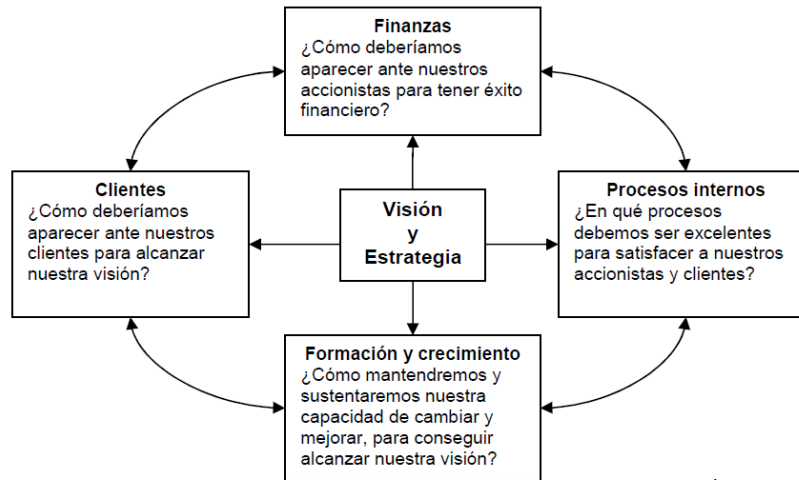 Finanzas
¿Cómo deberíamos
aparecer ante nuestros
accionistas para tener éxito
financiero?
Clientes
¿Cómo deberíamos
aparecer ante nuestros
clientes para alcanzar
nuestra visión?
Visión
y
Estrategia
Procesos internos
¿En qué procesos
debemos ser excelentes
para satisfacer a nuestros
accionistas y clientes?
Formación y crecimiento
¿Cómo mantendremos y
sustentaremos nuestra
capacidad de cambiar y
mejorar, para conseguir
alcanzar nuestra visión?